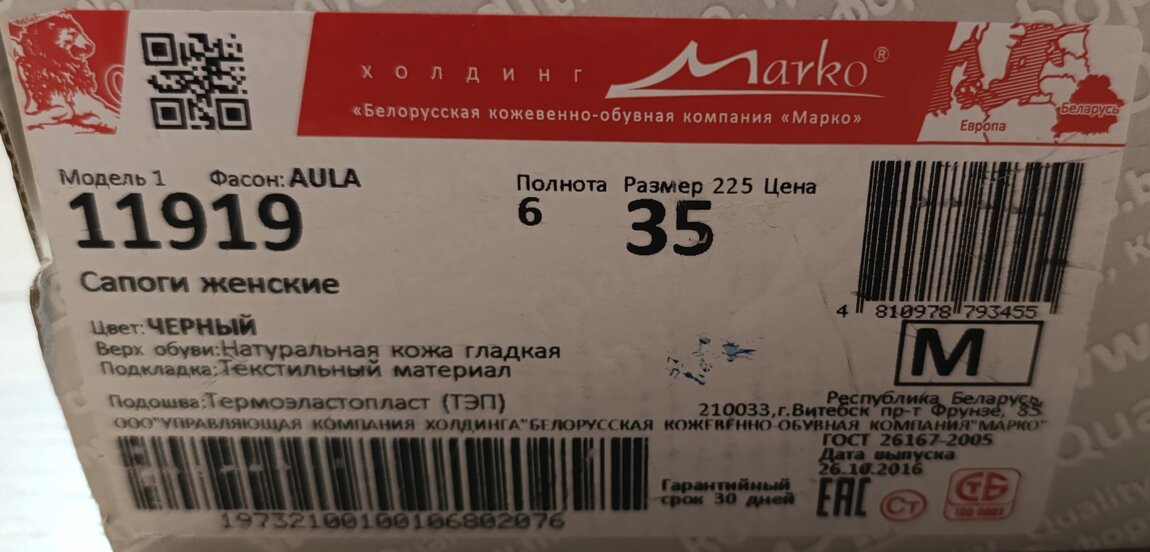 ХОЛДИНГ Marko®
«Белорусская кожевенно-обувная компания «Марко»
Европа
Беларусь
Модель 1 Фасон: AULA
11919
Полнота Размер 225 Цена
6 35
Сапоги женские
4 810978 793455
M
Цвет: ЧЕРНЫЙ
Верх обуви: Натуральная кожа гладкая
Подкладка: Текстильный материал
Подошва: Термоэластопласт (ТЭП)
Республика Беларусь
210033, г.Витебск пр-т Фрунзе, 83
ООО"УПРАВЛЯЮЩАЯ КОМПАНИЯ ХОЛДИНГА"БЕЛОРУССКАЯ КОЖЕВЕННО-ОБУВНАЯ КОМПАНИЯ"МАРКО"
ГОСТ 26167-2005
Дата выпуска
26.10.2016
Гарантийный
срок 30 дней
EAC
СТ
СТБ
ISO 9001
19732100100106802076